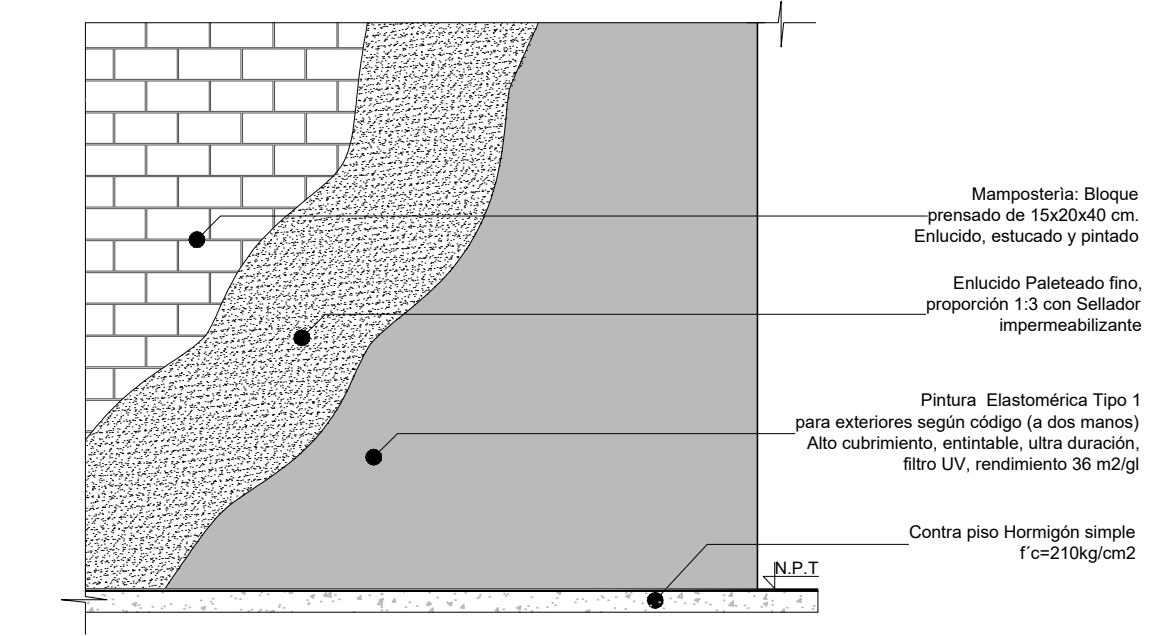 Mamposterìa: Bloque
prensado de 15x20x40 cm.
Enlucido, estucado y pintado
Enlucido Paleteado fino,
proporción 1:3 con Sellador
impermeabilizante
Pintura Elastomérica Tipo 1
para exteriores según código (a dos manos)
Alto cubrimiento, entintable, ultra duración,
filtro UV, rendimiento 36 m2/gl
Contra piso Hormigón simple
f´c=210kg/cm2
N.P.T